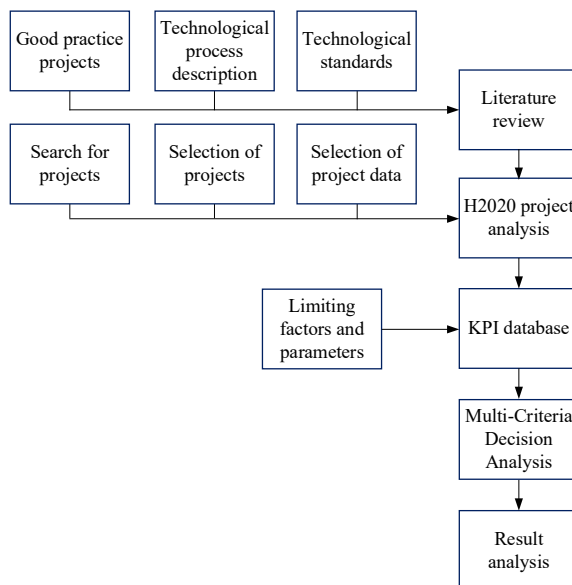 Good practice
projects
Technological
process
description
Technological
standards
Literature
review
Search for
projects
Selection of
projects
Selection of
project data
H2020 project
analysis
Limiting
factors and
parameters
KPI database
Multi-Criteria
Decision
Analysis
Result
analysis